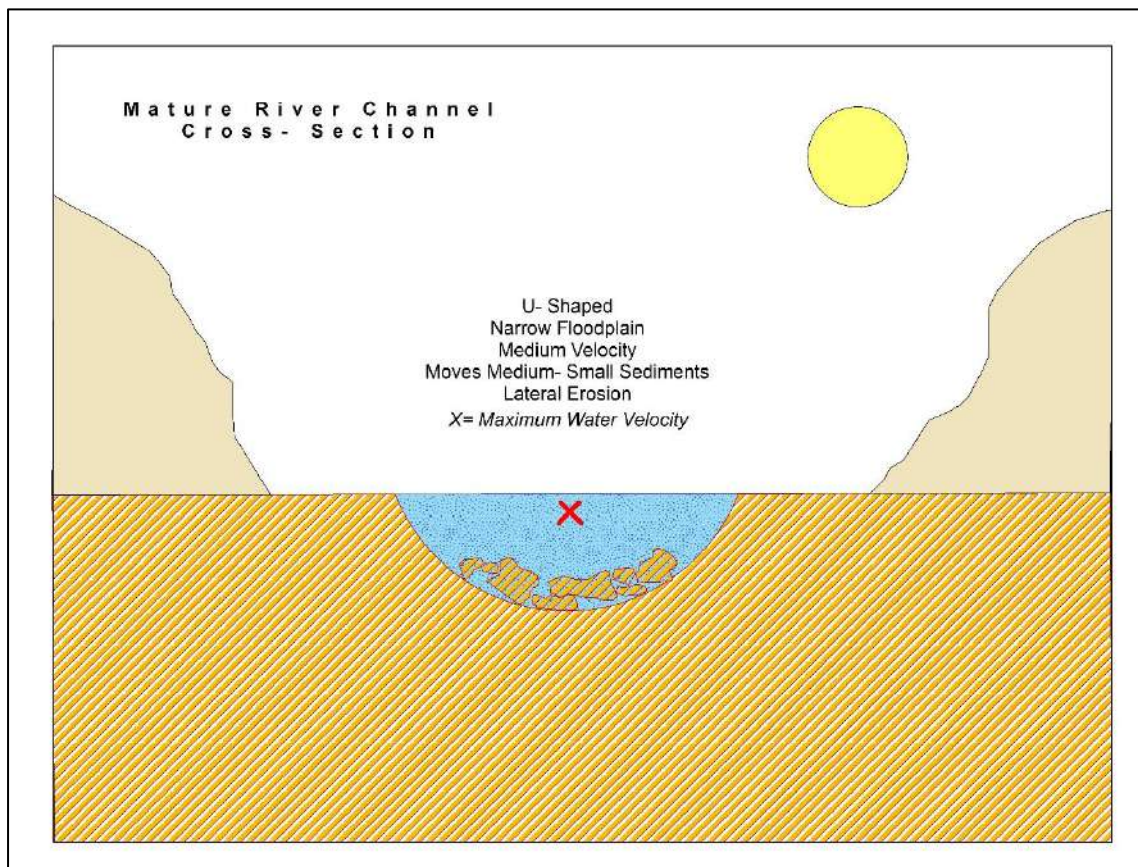 Mature River Channel
Cross- Section
U- Shaped
Narrow Floodplain
Medium Velocity
Moves Medium- Small Sediments
Lateral Erosion
X= Maximum Water Velocity